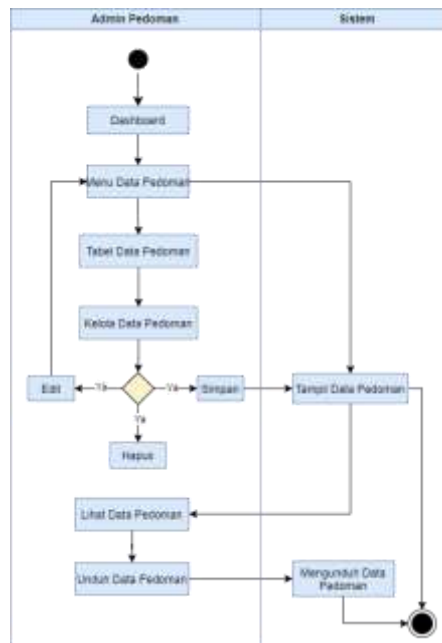 Admin Pedoman
Sistem
Dashboard
Menu Data Pedoman
Tabel Data Pedoman
Kelola Data Pedoman
Edit
Ya
Ya
Simpan
Tampil Data Pedoman
Ya
Hapus
Lihat Data Pedoman
Unduh Data Pedoman
Mengunduh Data
Pedoman